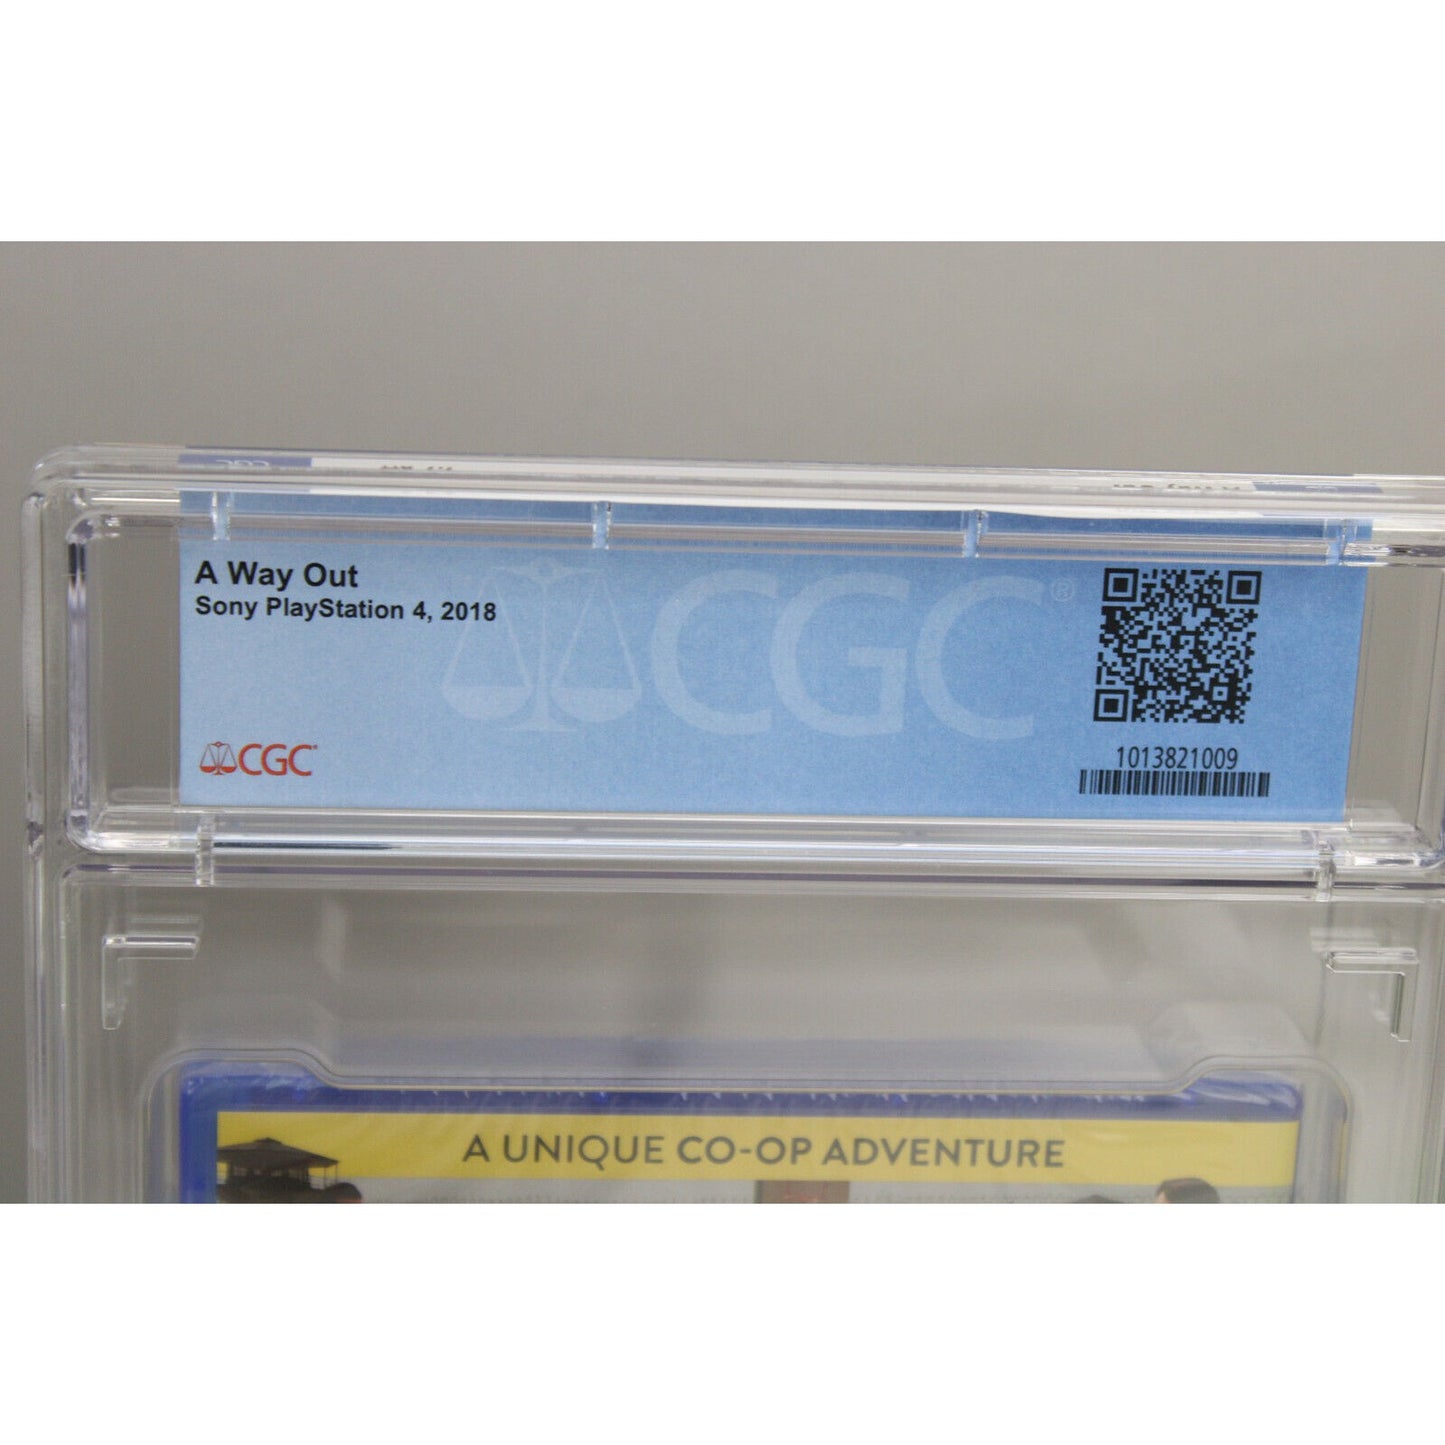 A Way Out
Sony PlayStation 4, 2018
CGC®
CGC
1013821009
A UNIQUE CO-OP ADVENTURE